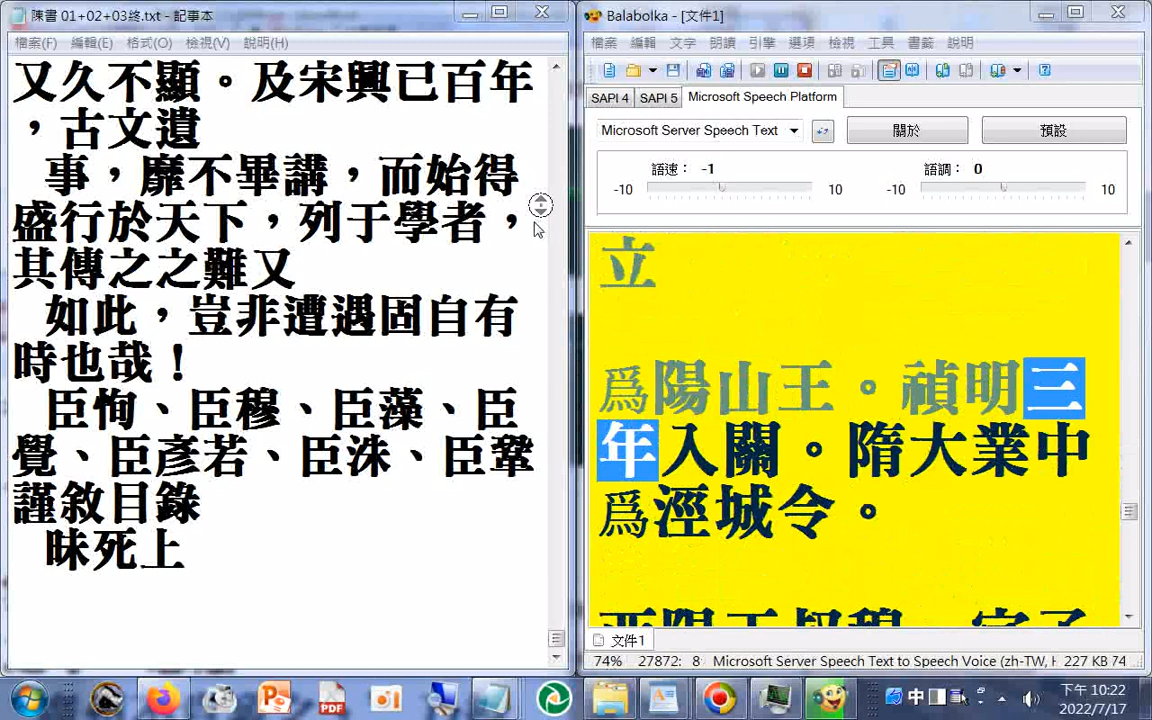 陳書 01+02+03终.txt - 記事本
檔案(F) 編輯(E) 格式(O) 檢視(V) 說明(H)
又久不顯。及宋興已百年
，古文遺
事，靡不畢講，而始得
盛行於天下，列于學者，
其傳之之難又
如此，豈非遭遇固自有
時也哉！
臣恂、臣穆、臣藻、臣
覺、臣彥若、臣洙、臣鞏
謹敘目錄
昧死上
Balabolka - [文件1]
檔案 編輯 文字 朗讀 引擎 選項 檢視 工具 書籤 說明
SAPI 4 SAPI 5 Microsoft Speech Platform
Microsoft Server Speech Text 關於 預設
語速： -1 語調： 0
-10 10 -10 10
立
爲陽山王。禎明三
年入關。隋大業中
爲涇城令。
文件1
74% 27872: 8 Microsoft Server Speech Text to Speech Voice (zh-TW, H 227 KB 74
PDF
中
下午 10:22
2022/7/17